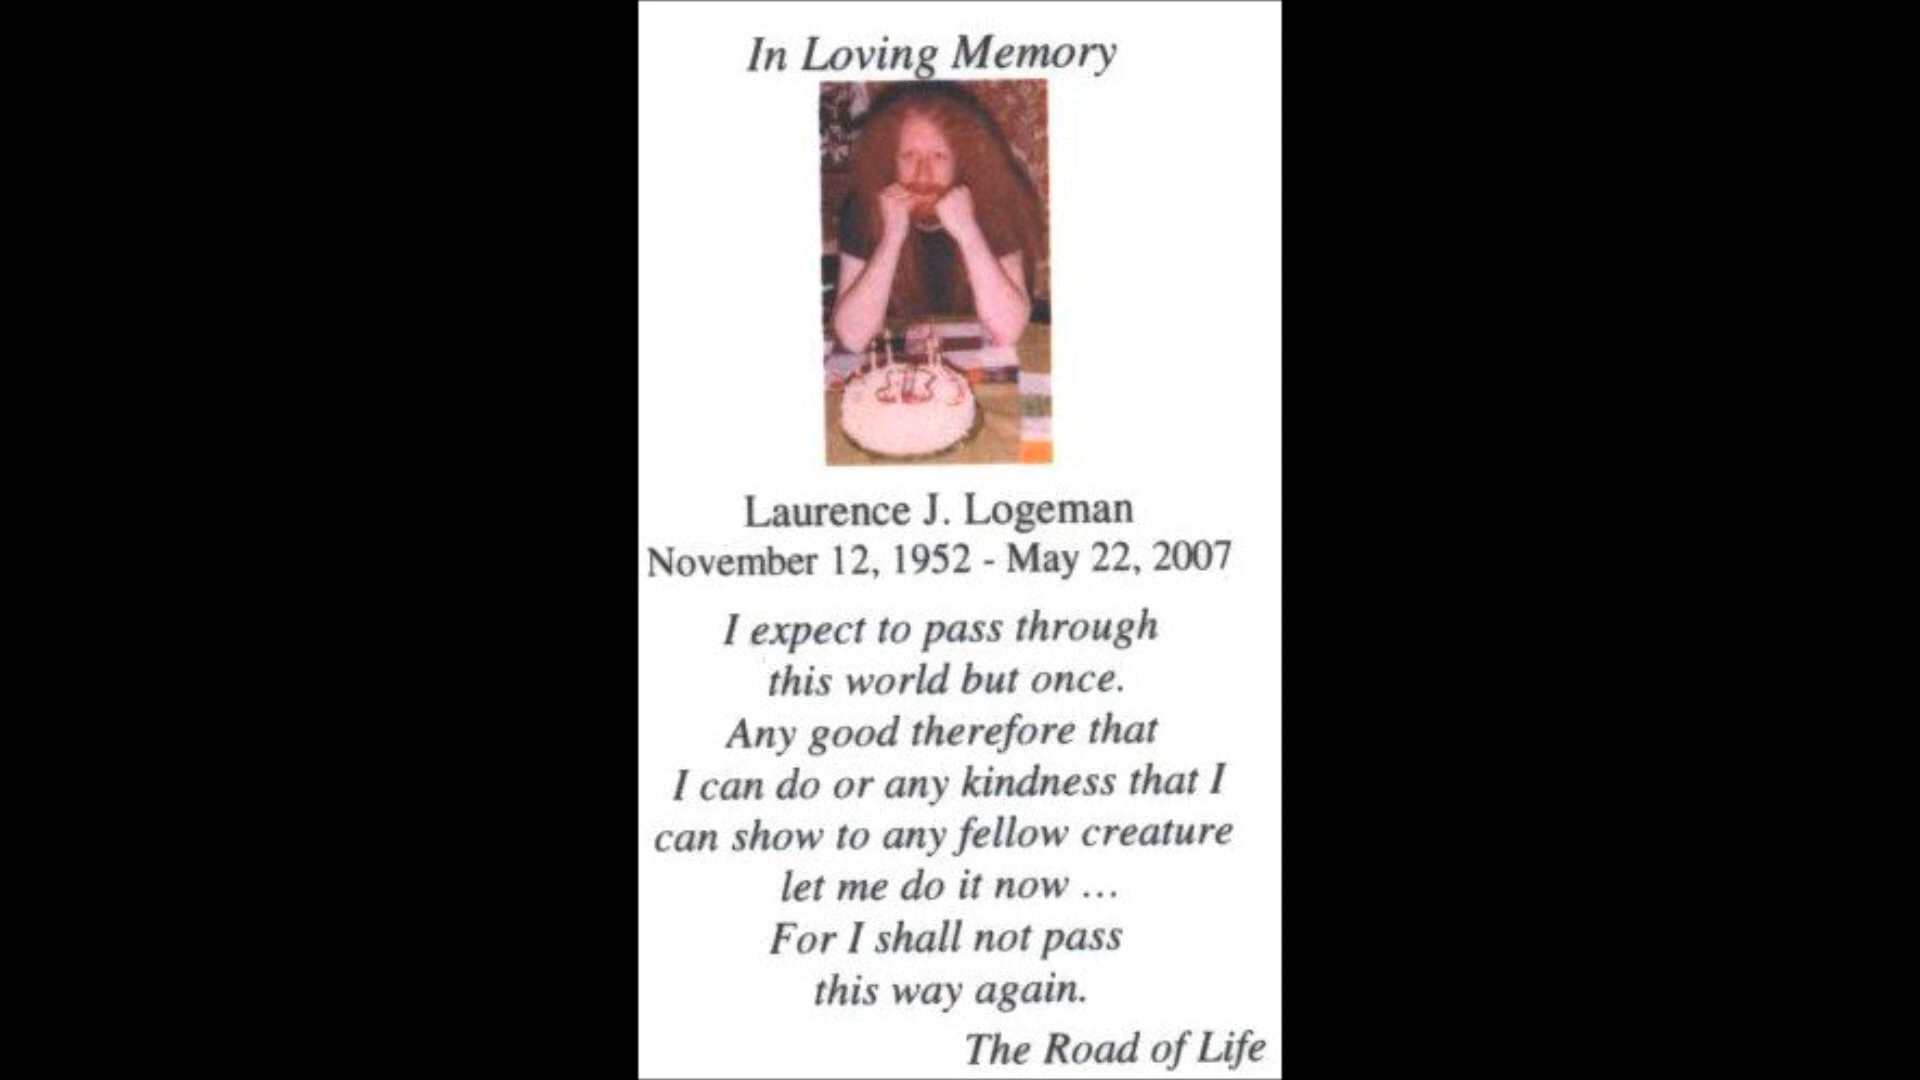 In Loving Memory
Laurence J. Logeman
November 12, 1952 - May 22, 2007
I expect to pass through
this world but once.
Any good therefore that
I can do or any kindness that I
can show to any fellow creature
let me do it now ...
For I shall not pass
this way again.
The Road of Life